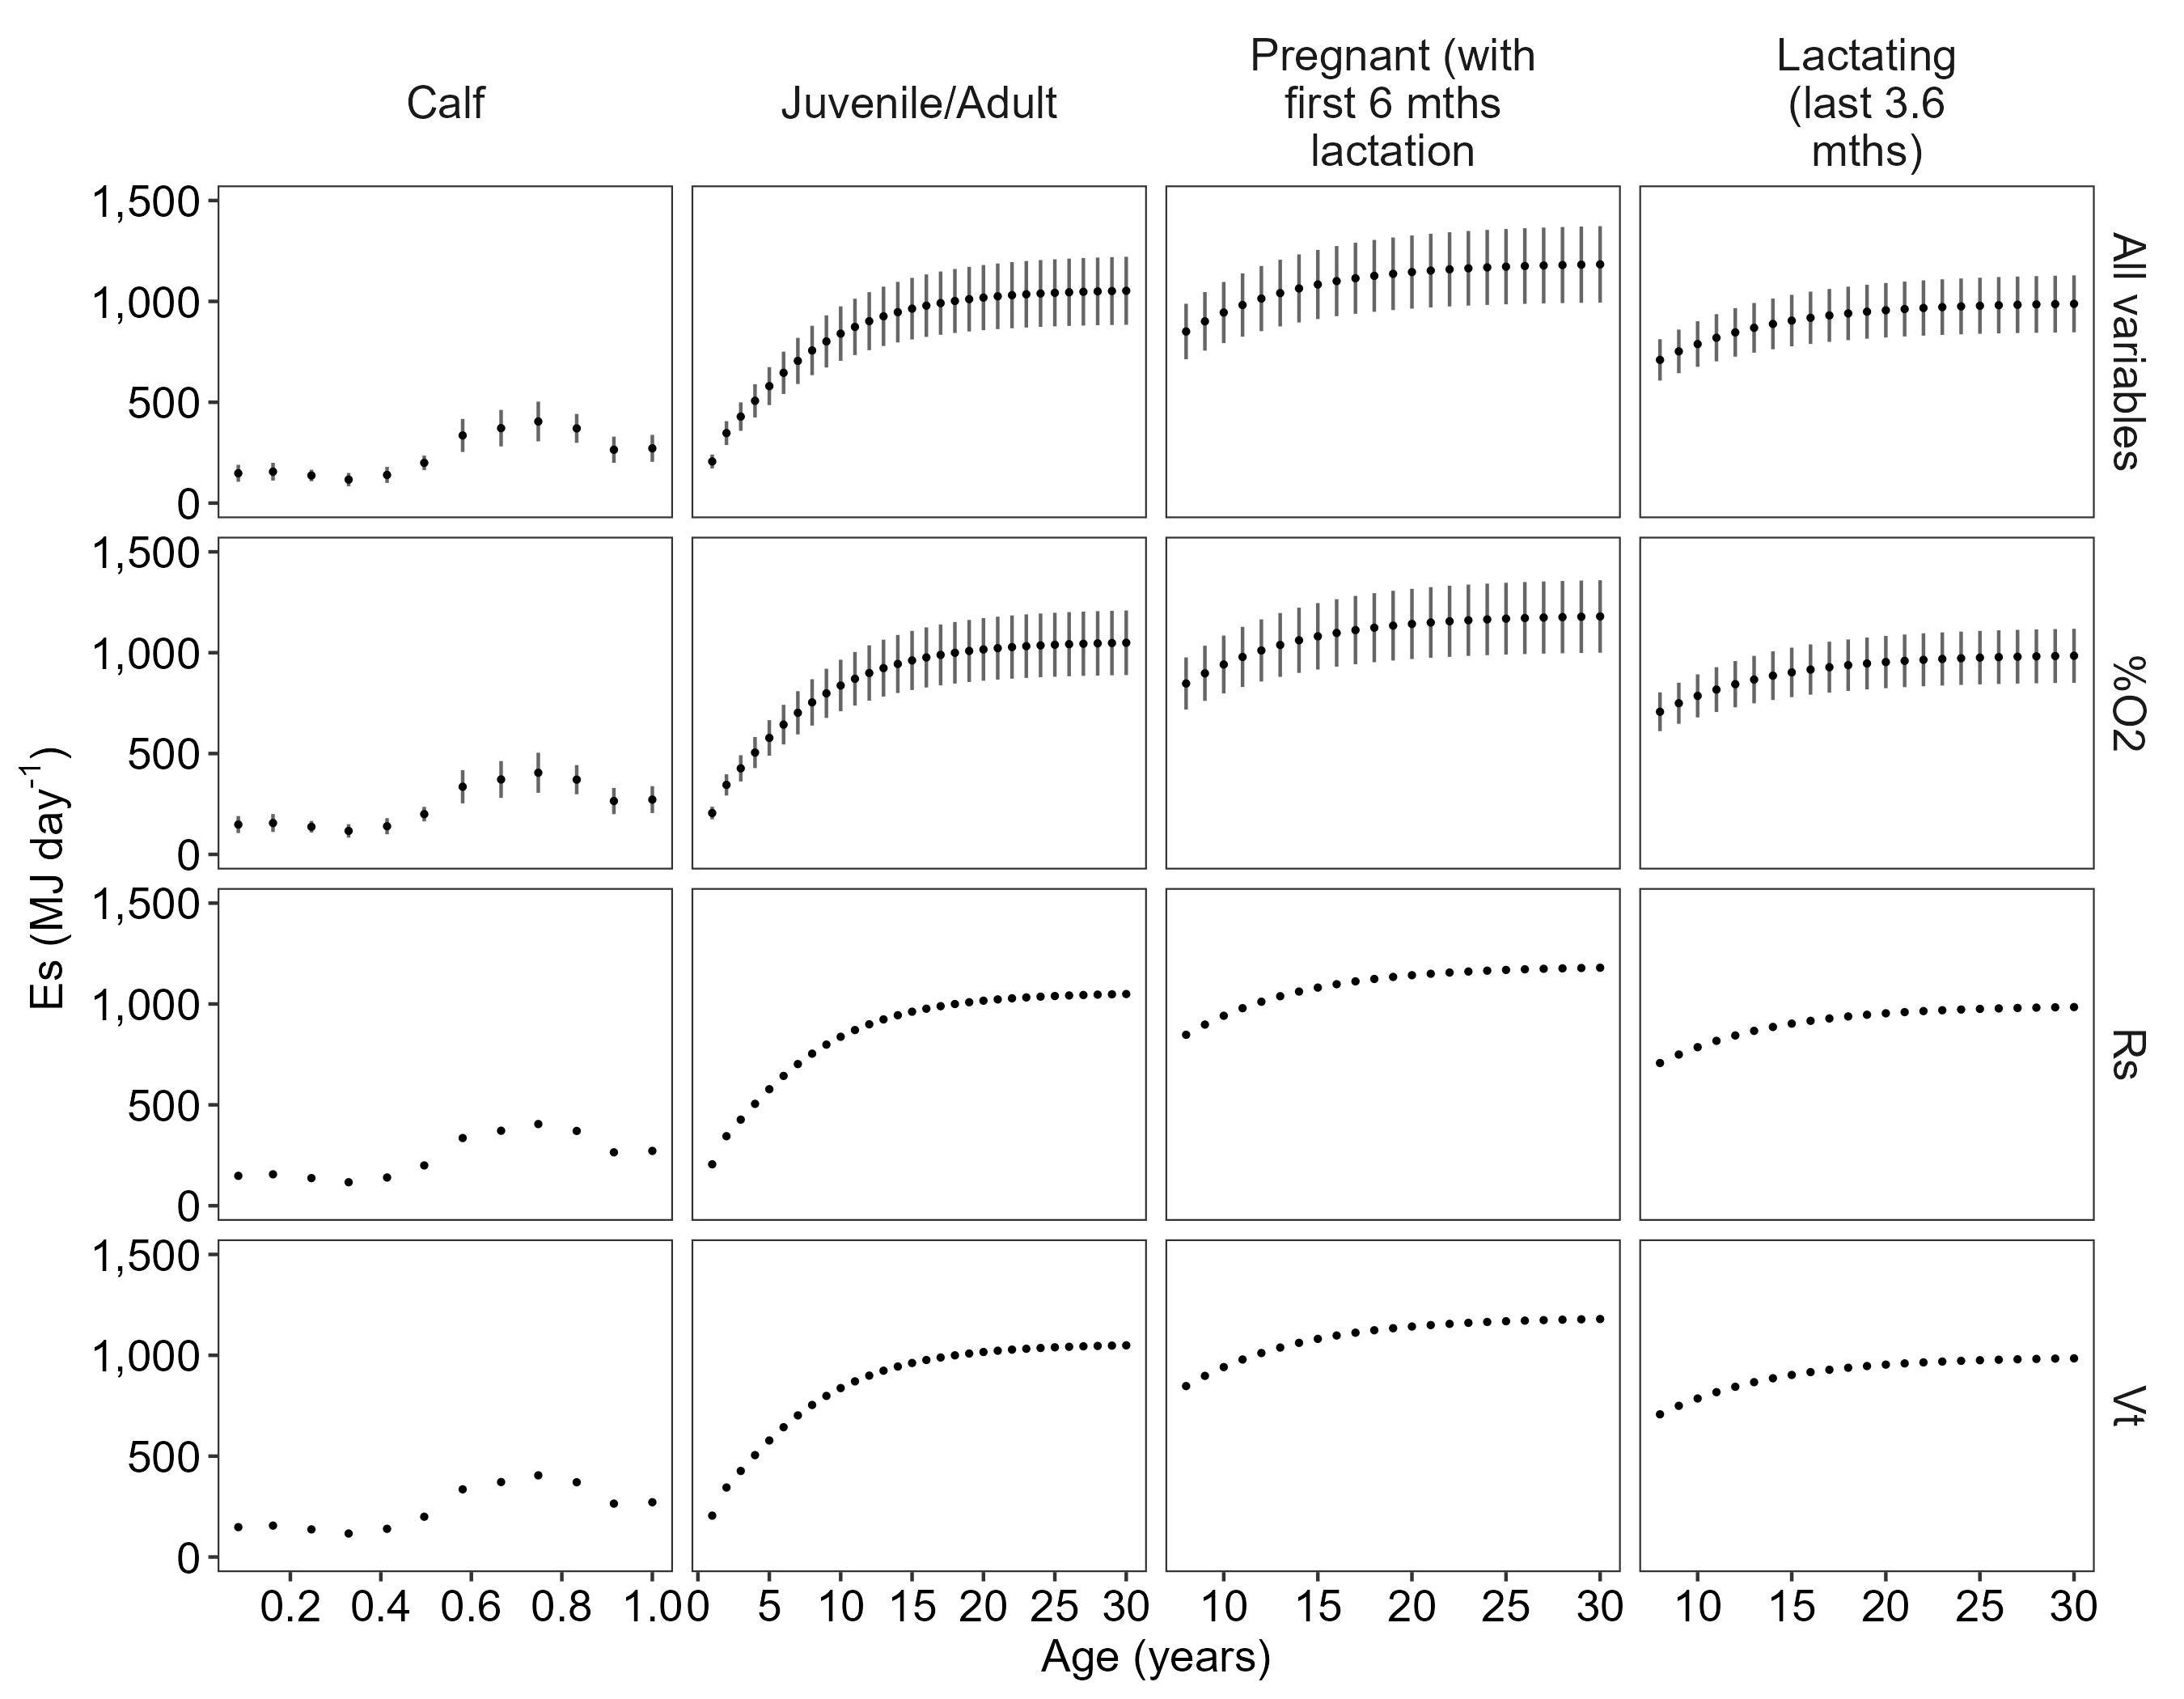 Calf
Juvenile/Adult
Pregnant (with
first 6 mths
lactation
Lactating
(last 3.6
mths)
1,500
1,000
500
0
All variables
1,500
1,000
500
0
%O2
1,500
1,000
500
0
Rs
1,500
1,000
500
0
Vt
Es (MJ day-1)
0.2 0.4 0.6 0.8 1.0
0 5 10 15 20 25 30
10 15 20 25 30
10 15 20 25 30
Age (years)